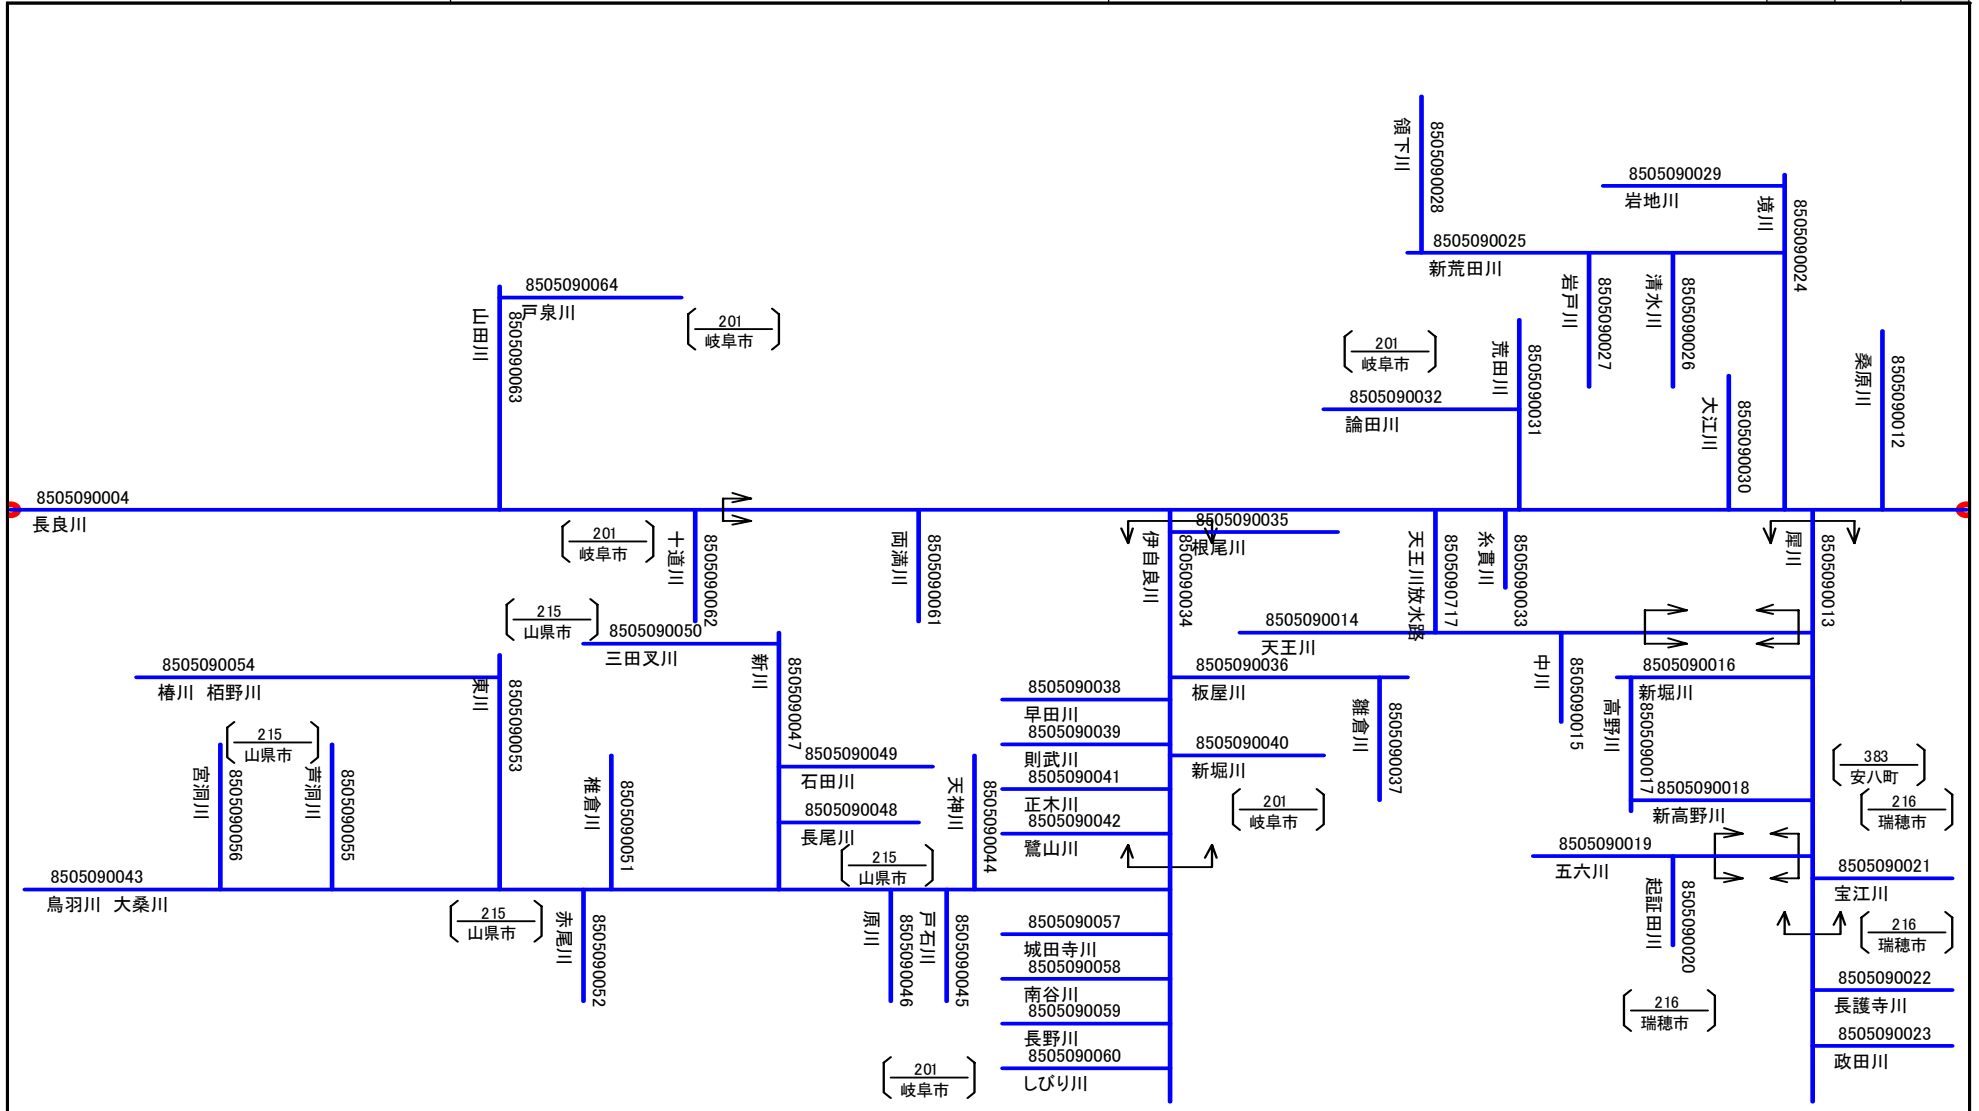 領下川
8505090028
8505090029
岩地川
境川
8505090024
8505090025
新荒田川
岩戸川
8505090027
清水川
8505090026
8505090064
戸泉川
山田川
8505090063
201
岐阜市
201
岐阜市
荒田川
8505090031
8505090032
論田川
大江川
8505090030
桑原川
8505090012
8505090004
長良川
201
岐阜市
十道川
8505090062
両満川
8505090061
伊自良川
8505090034
8505090035
根尾川
天王川放水路
8505090717
糸貫川
8505090033
犀川
8505090013
215
山県市
8505090050
三田叉川
新川
8505090047
8505090014
天王川
中川
8505090015
8505090054
椿川 栢野川
東川
8505090053
8505090036
板屋川
雛倉川
8505090037
8505090016
新堀川
高野川
8505090017
8505090038
早田川
8505090039
則武川
8505090040
新堀川
8505090041
正木川
8505090042
鷺山川
215
山県市
宮洞川
8505090056
芦洞川
8505090055
椎倉川
8505090051
8505090049
石田川
8505090048
長尾川
天神川
8505090044
201
岐阜市
8505090018
新高野川
383
安八町
216
瑞穂市
215
山県市
8505090019
五六川
起証田川
8505090020
8505090021
宝江川
8505090043
鳥羽川 大桑川
215
山県市
赤尾川
8505090052
原川
8505090046
戸石川
8505090045
8505090057
城田寺川
8505090058
南谷川
8505090059
長野川
8505090060
しびり川
201
岐阜市
216
瑞穂市
216
瑞穂市
8505090022
長護寺川
8505090023
政田川